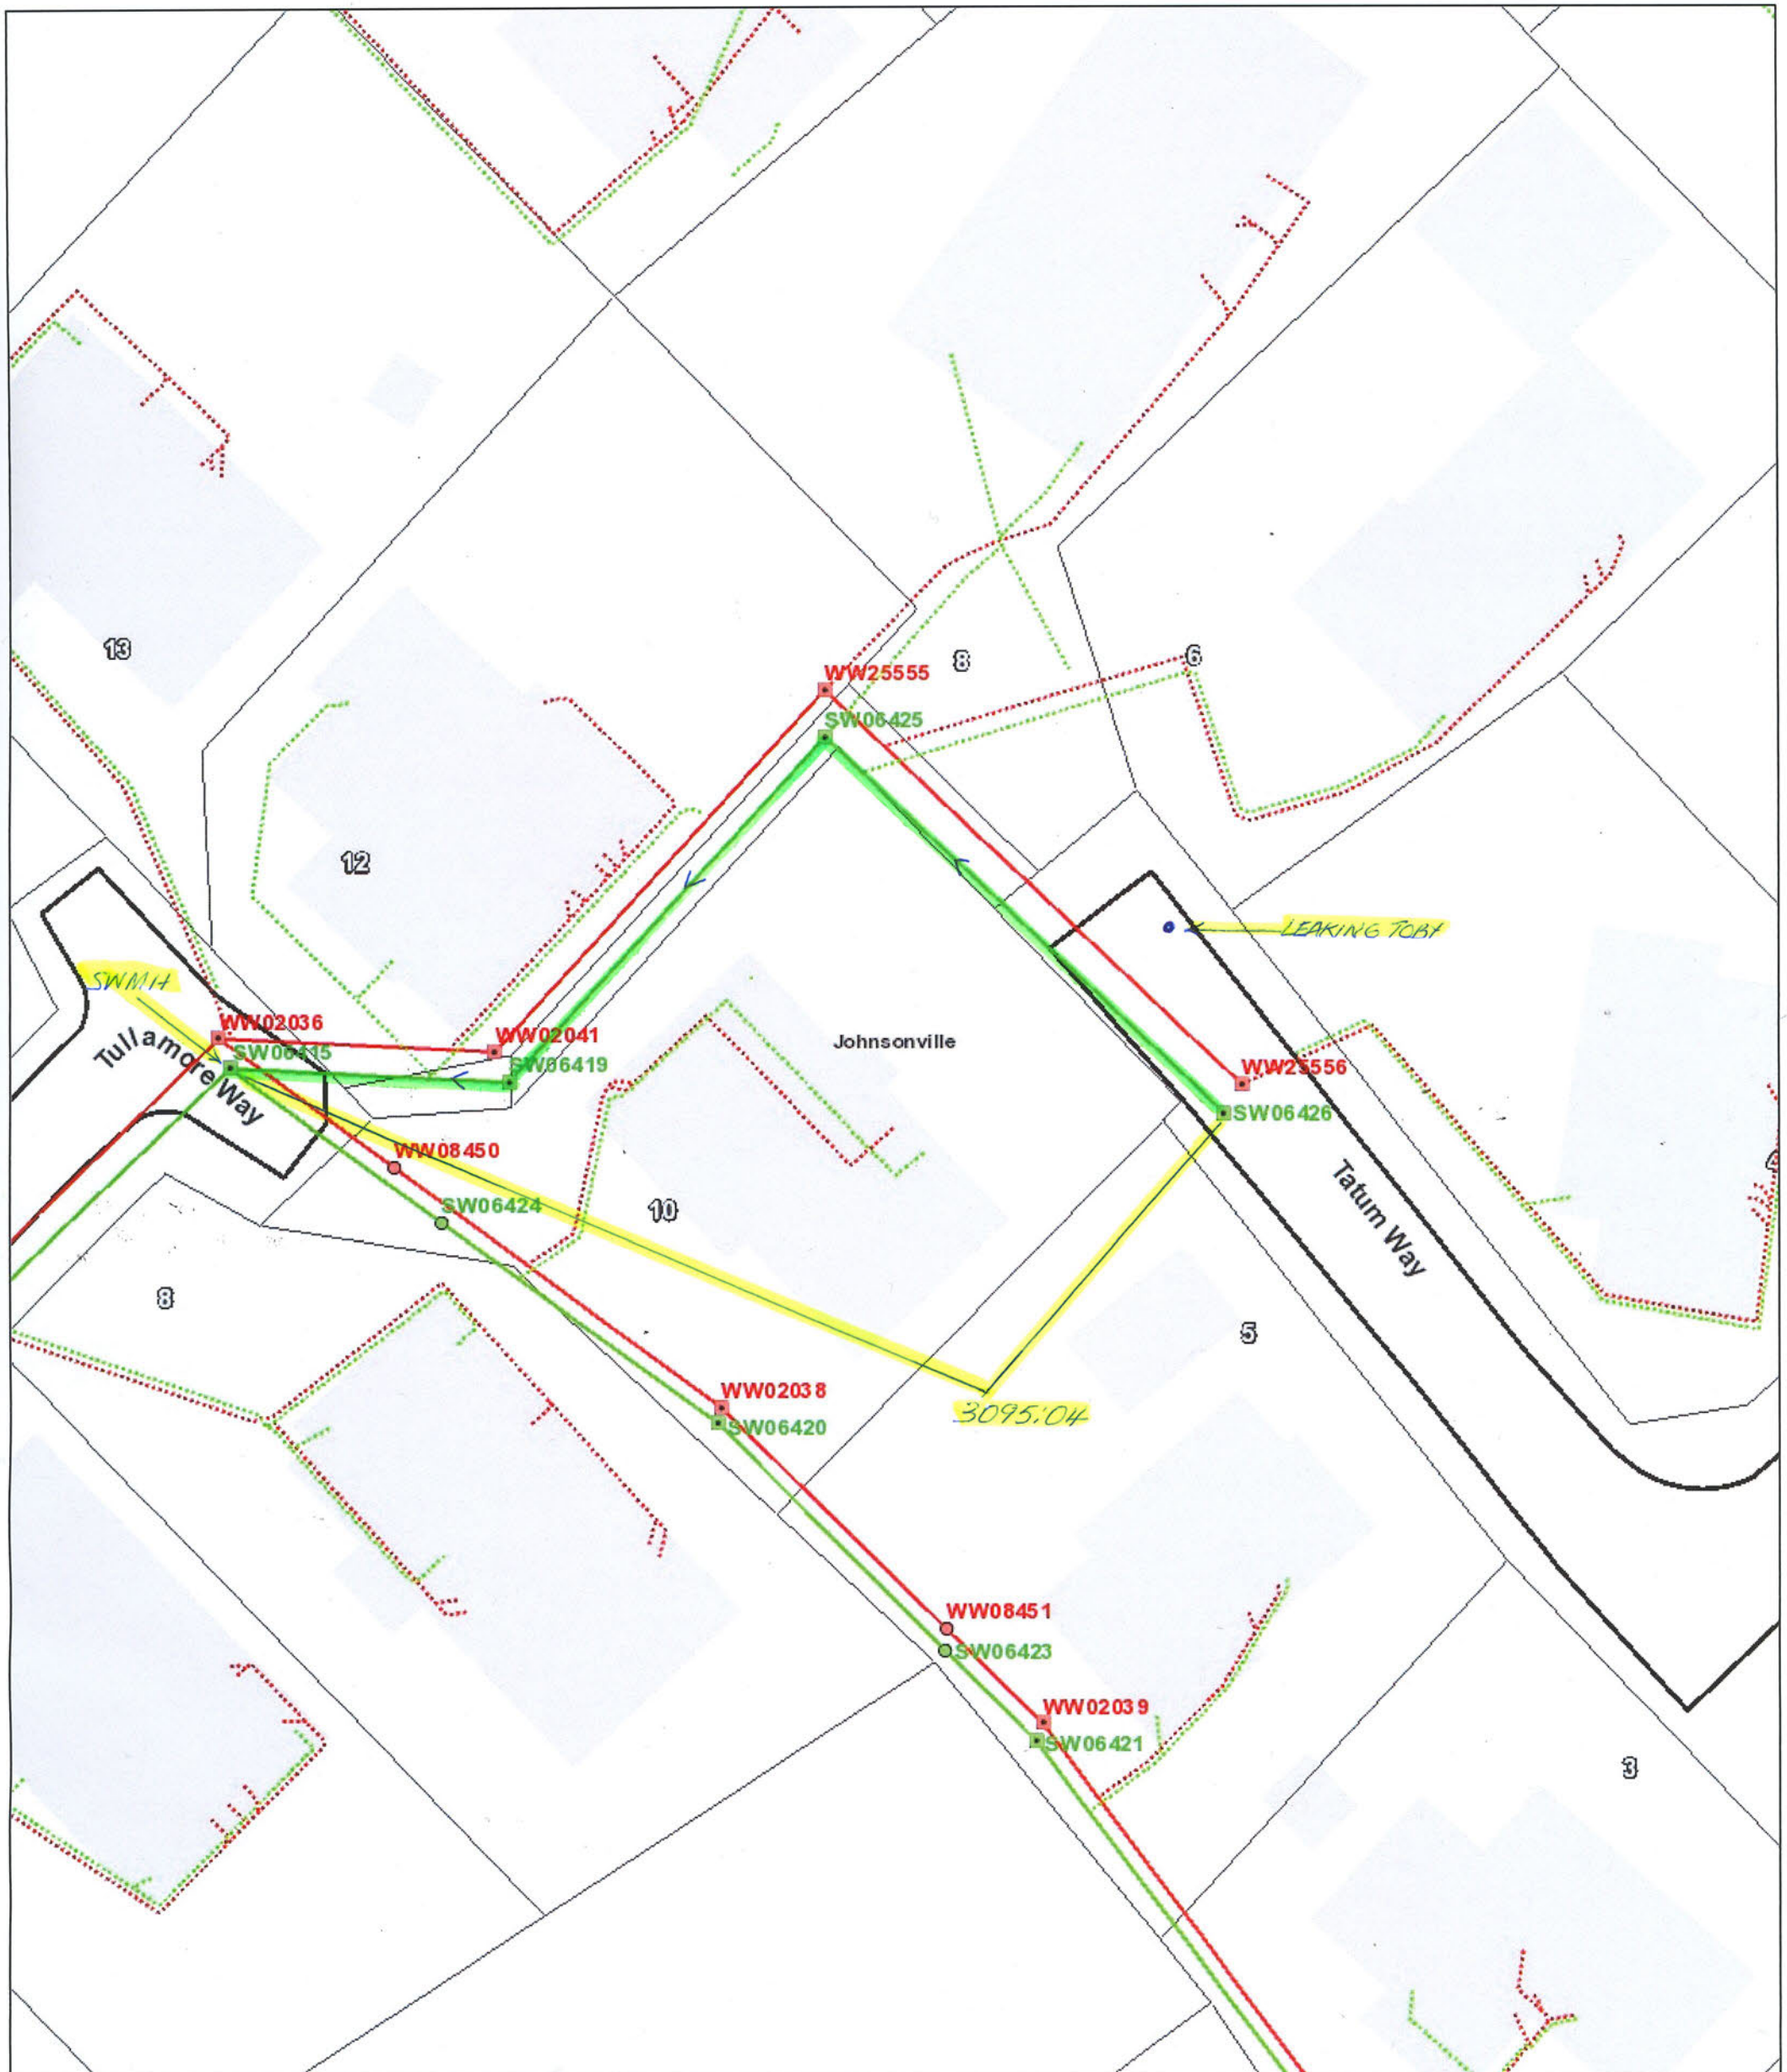 13
WW25555
8
6
SW06425
12
LEAKING TOBY
SWMH
WW02036
WW02041
Johnsonville
SW06415
SW06419
WW25556
Tullamore Way
SW06426
WW08450
4
SW06424
10
Tatum Way
8
5
WW02038
3095:04
SW06420
WW08451
SW06423
WW02039
SW06421
3